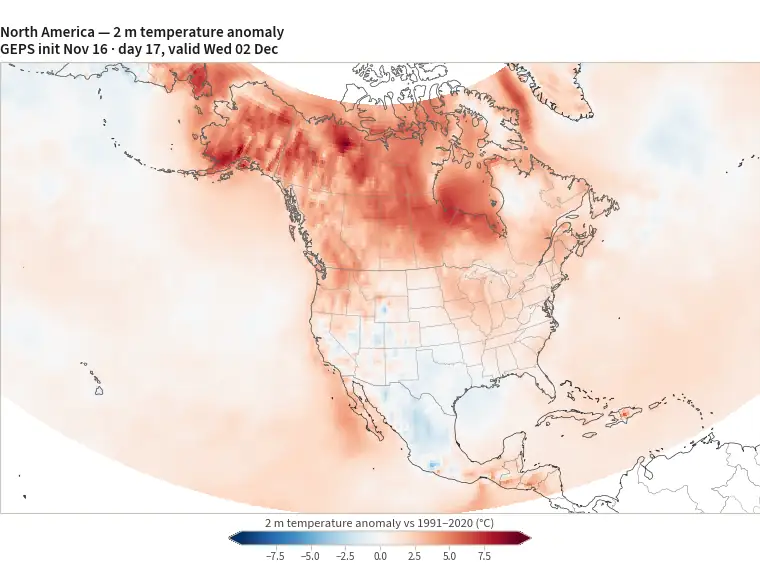 North America — 2 m temperature anomaly
GEPS init Nov 16 · day 17, valid Wed 02 Dec
2 m temperature anomaly vs 1991–2020 (°C)
−7.5 −5.0 −2.5 0.0 2.5 5.0 7.5